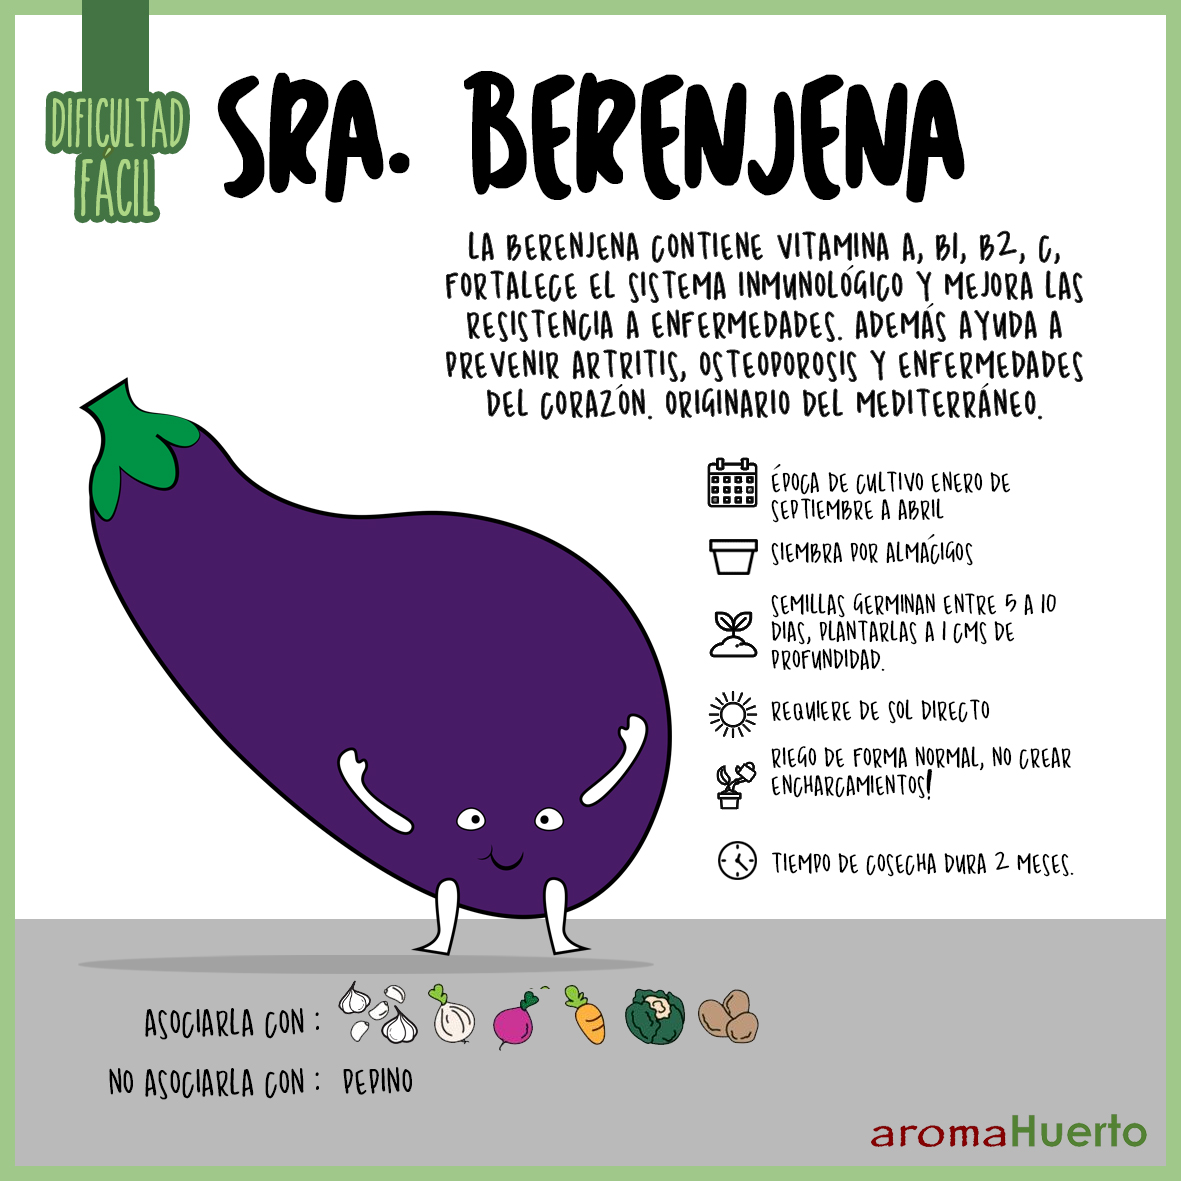 DIFICULTAD
FÁCIL
SRA. BERENJENA
LA BERENJENA CONTIENE VITAMINA A, B1, B2, C,
FORTALECE EL SISTEMA INMUNOLÓGICO Y MEJORA LAS
RESISTENCIA A ENFERMEDADES. ADEMÁS AYUDA A
PREVENIR ARTRITIS, OSTEOPOROSIS Y ENFERMEDADES
DEL CORAZÓN. ORIGINARIO DEL MEDITERRÁNEO.
ÉPOCA DE CULTIVO ENERO DE
SEPTIEMBRE A ABRIL
SIEMBRA POR ALMÁCIGOS
SEMILLAS GERMINAN ENTRE 5 A 10
DIAS, PLANTARLAS A 1 CMS DE
PROFUNDIDAD.
REQUIERE DE SOL DIRECTO
RIEGO DE FORMA NORMAL, NO CREAR
ENCHARCAMIENTOS!
TIEMPO DE COSECHA DURA 2 MESES.
ASOCIARLA CON :
NO ASOCIARLA CON : PEPINO
aromaHuerto